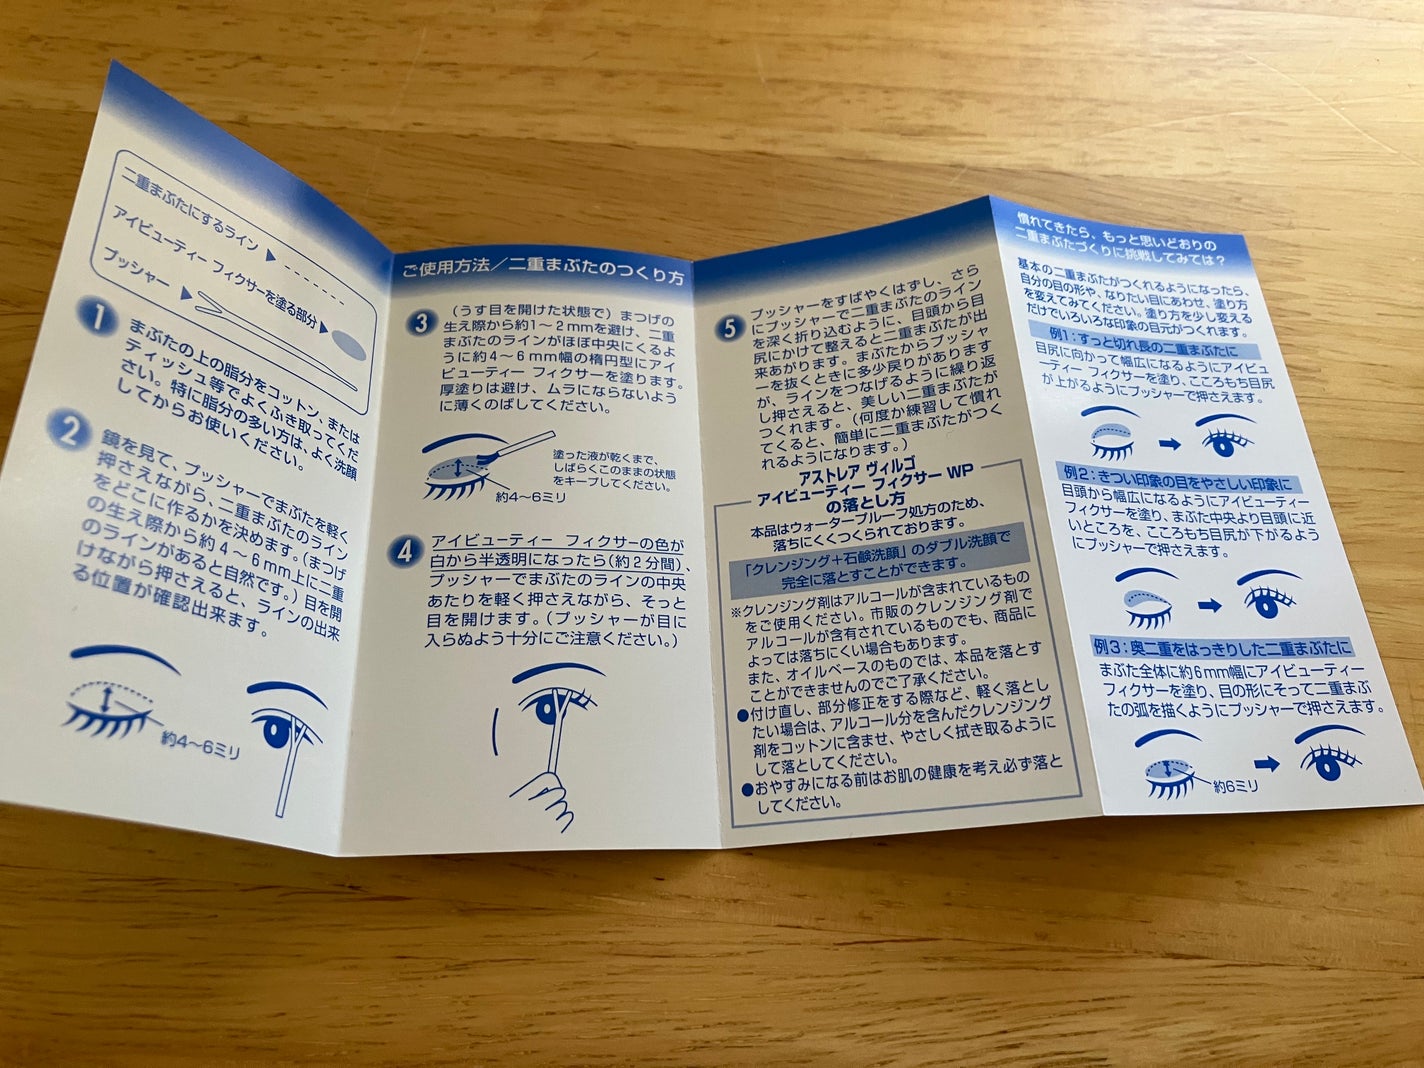 二重まぶたにするライン ▶
アイビューティー フィクサーを塗る部分▶
プッシャー ▶
1 まぶたの上の脂分をコットン、または
ティッシュ等でよくふき取ってくだ
さい。特に脂分の多い方は、よく洗顔
してからお使いください。
2 鏡を見て、プッシャーでまぶたを軽く
押さえながら、二重まぶたのライン
をどこに作るかを決めます。(まつげ
の生え際から約4～6mm上に二重
のラインがあると自然です。)目を開
けながら押さえると、ラインの出来
る位置が確認出来ます。
約4～6ミリ
ご使用方法/二重まぶたのつくり方
3 (うす目を開けた状態で)まつげの
生え際から約1～2mmを避け、二重
まぶたのラインがほぼ中央にくるよ
うに約4～6mm幅の楕円型にアイ
ビューティー フィクサーを塗ります。
厚塗りは避け、ムラにならないよう
に薄くのばしてください。
塗った液が乾くまで、
しばらくこのままの状態
をキープしてください。
約4～6ミリ
4 アイビューティー フィクサーの色が
白から半透明になったら(約2分間)、
プッシャーでまぶたのラインの中央
あたりを軽く押さえながら、そっと
目を開けます。(プッシャーが目に
入らぬよう十分にご注意ください。)
5 プッシャーをすばやくはずし、さら
にプッシャーで二重まぶたのライン
を深く折り込むように、目頭から目
尻にかけて整えると二重まぶたが出
来あがります。まぶたからプッシャ
ーを抜くときに多少戻りがあります
が、ラインをつなげるように繰り返
し押さえると、美しい二重まぶたが
つくれます。(何度か練習して慣れ
てくると、簡単に二重まぶたがつく
れるようになります。)
アストレア ヴィルゴ
アイビューティー フィクサー WP
の落とし方
本品はウォータープルーフ処方のため、
落ちにくくつくられております。
「クレンジング+石鹸洗顔」のダブル洗顔で
完全に落とすことができます。
※クレンジング剤はアルコールが含まれているもの
をご使用ください。市販のクレンジング剤で
アルコールが含有されているものでも、商品に
よっては落ちにくい場合もあります。
また、オイルベースのものでは、本品を落とす
ことができませんのでご了承ください。
●付け直し、部分修正をする際など、軽く落とし
たい場合は、アルコール分を含んだクレンジング
剤をコットンに含ませ、やさしく拭き取るように
して落としてください。
●おやすみになる前はお肌の健康を考え必ず落と
してください。
慣れてきたら、もっと思いどおりの
二重まぶたづくりに挑戦してみては?
基本の二重まぶたがつくれるようになったら、
自分の目の形や、なりたい目にあわせ、塗り方
を変えてみてください。塗り方を少し変える
だけでいろいろな印象の目元がつくれます。
例1:すっと切れ長の二重まぶたに
目尻に向かって幅広になるようにアイビュ
ーティー フィクサーを塗り、こころもち目尻
が上がるようにプッシャーで押さえます。
例2:きつい印象の目をやさしい印象に
目頭から幅広になるようにアイビューティー
フィクサーを塗り、まぶた中央より目頭に近
いところを、こころもち目尻が下がるよう
にプッシャーで押さえます。
例3:奥二重をはっきりした二重まぶたに
まぶた全体に約6mm幅にアイビューティー
フィクサーを塗り、目の形にそって二重まぶ
たの弧を描くようにプッシャーで押さえます。
約6ミリ